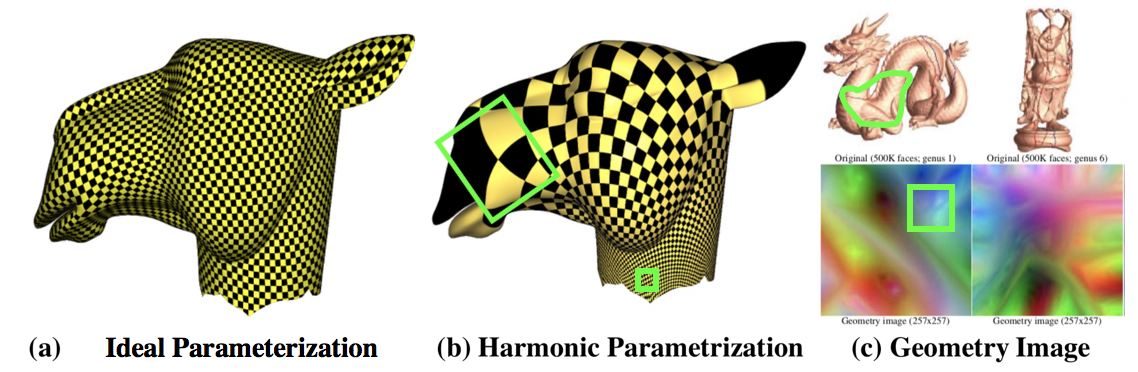 Original (500K faces; genus 1) Original (500K faces; genus 6)
Geometry image (257x257) Geometry image (257x257)
(a) Ideal Parameterization (b) Harmonic Parametrization (c) Geometry Image